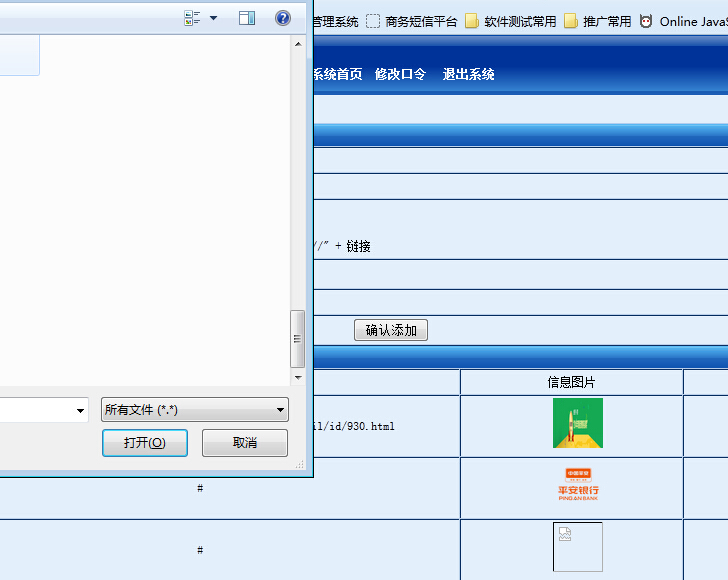 管理系统 商务短信平台 软件测试常用 推广常用 Online JavaS
系统首页 修改口令 退出系统
//" + 链接
确认添加
信息图片
所有文件 (*.*)
il/id/930.html
打开(O) 取消
平安银行
PING AN BANK
#
#